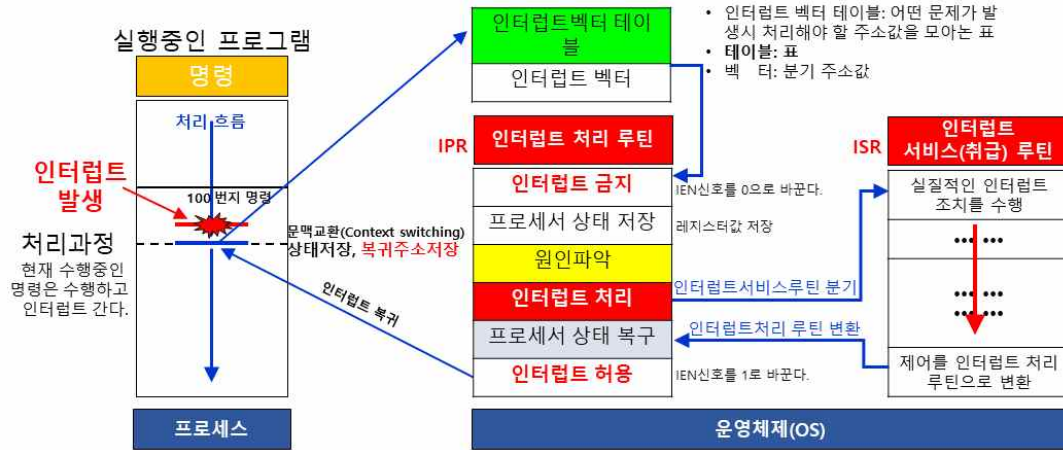 실행중인 프로그램
명령
처리 흐름
인터럽트
발생
100 번지 명령
처리과정
현재 수행중인
명령은 수행하고
인터럽트 간다.
프로세스
문맥교환(Context switching)
상태저장, 복귀주소저장
인터럽트 복귀
인터럽트벡터 테이
블
인터럽트 벡터
• 인터럽트 벡터 테이블: 어떤 문제가 발
생시 처리해야 할 주소값을 모아논 표
• 테이블: 표
• 벡 터: 분기 주소값
IPR
인터럽트 처리 루틴
인터럽트 금지
IEN신호를 0으로 바꾼다.
프로세서 상태 저장
레지스터값 저장
원인파악
인터럽트 처리
인터럽트서비스루틴 분기
프로세서 상태 복구
인터럽트처리 루틴 변환
인터럽트 허용
IEN신호를 1로 바꾼다.
ISR
인터럽트
서비스(취급) 루틴
실질적인 인터럽트
조치를 수행
••• •••
••• •••
••• •••
제어를 인터럽트 처리
루틴으로 변환
운영체제(OS)